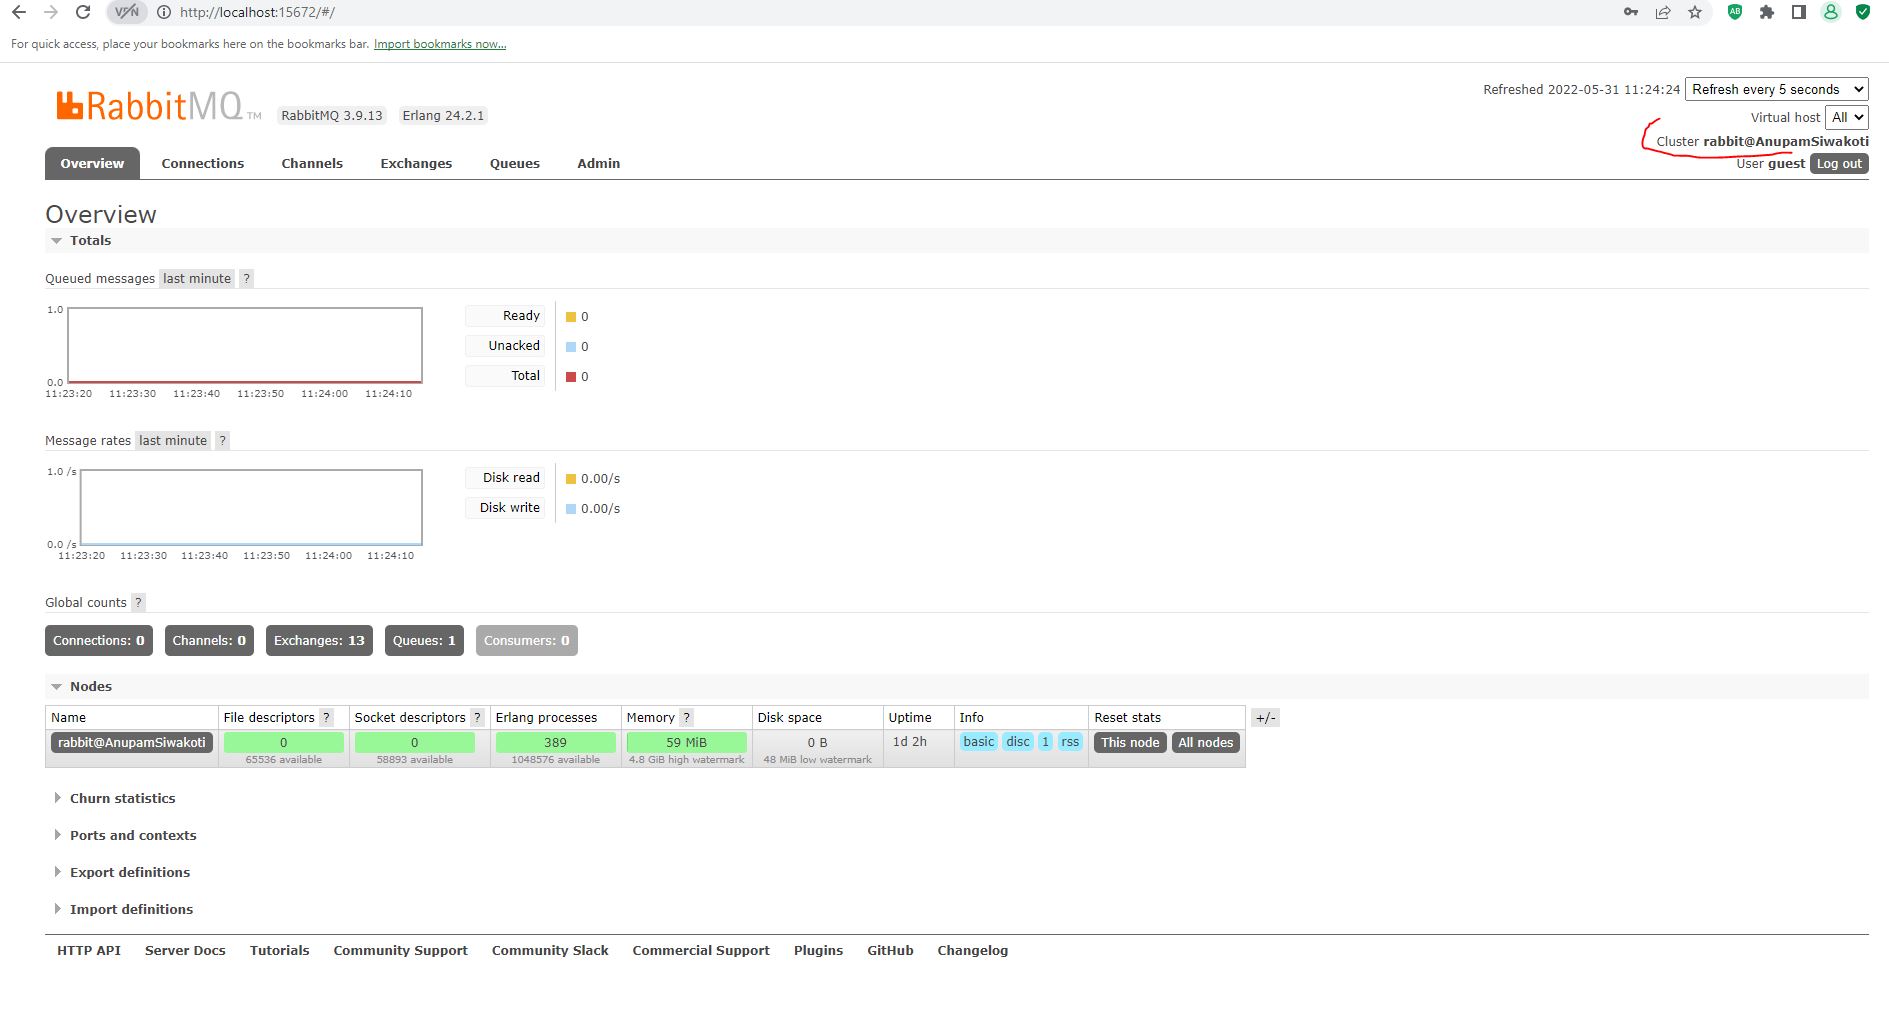 VPN http://localhost:15672/#/
For quick access, place your bookmarks here on the bookmarks bar. Import bookmarks now...
RabbitMQ TM RabbitMQ 3.9.13 Erlang 24.2.1
Refreshed 2022-05-31 11:24:24 Refresh every 5 seconds
Virtual host All
Cluster rabbit@AnupamSiwakoti
User guest Log out
Overview Connections Channels Exchanges Queues Admin
Overview
Totals
Queued messages last minute ?
1.0
0.0
11:23:20 11:23:30 11:23:40 11:23:50 11:24:00 11:24:10
Ready 0
Unacked 0
Total 0
Message rates last minute ?
1.0 /s
0.0 /s
11:23:20 11:23:30 11:23:40 11:23:50 11:24:00 11:24:10
Disk read 0.00/s
Disk write 0.00/s
Global counts ?
Connections: 0 Channels: 0 Exchanges: 13 Queues: 1 Consumers: 0
Nodes
Name File descriptors ? Socket descriptors ? Erlang processes Memory ? Disk space Uptime Info Reset stats +/-
rabbit@AnupamSiwakoti 0 0 389 59 MiB 0 B 1d 2h basic disc 1 rss This node All nodes
65536 available 58893 available 1048576 available 4.8 GiB high watermark 48 MiB low watermark
Churn statistics
Ports and contexts
Export definitions
Import definitions
HTTP API Server Docs Tutorials Community Support Community Slack Commercial Support Plugins GitHub Changelog